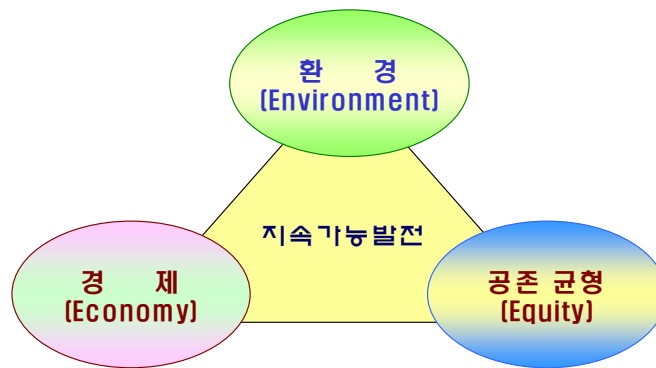 환 경
(Environment)
지속가능발전
경 제
(Economy)
공존 균형
(Equity)